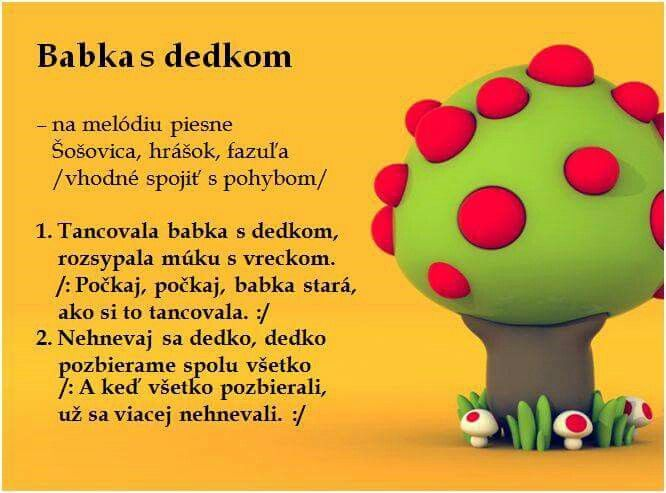 Babka s dedkom
– na melódiu piesne
Šošovica, hrášok, fazuľa
/vhodné spojiť s pohybom/
1. Tancovala babka s dedkom,
rozsypala múku s vreckom.
/: Počkaj, počkaj, babka stará,
ako si to tancovala. :/
2. Nehnevaj sa dedko, dedko
pozbierame spolu všetko
/: A keď všetko pozbierali,
už sa viacej nehnevali. :/